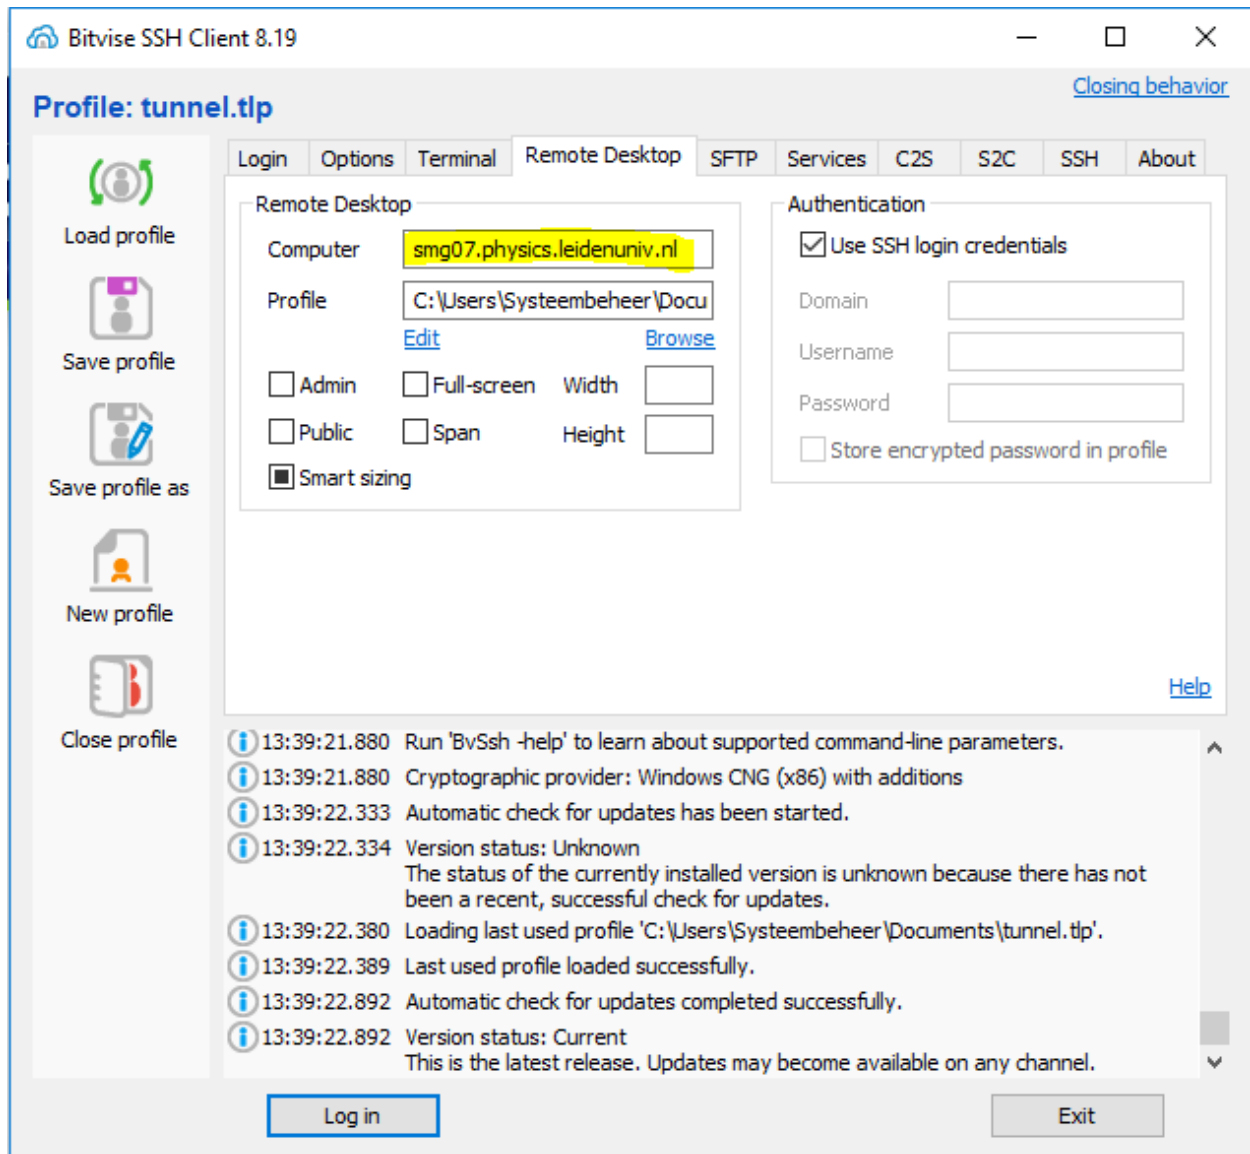 Bitvise SSH Client 8.19
Closing behavior
Profile: tunnel.tlp
Load profile
Save profile
Save profile as
New profile
Close profile
Login Options Terminal Remote Desktop SFTP Services C2S S2C SSH About
Remote Desktop
Computer smg07.physics.leidenuniv.nl
Profile C:\Users\Systeembeheer\Docu
Edit Browse
Admin Full-screen Width
Public Span Height
Smart sizing
Authentication
Use SSH login credentials
Domain
Username
Password
Store encrypted password in profile
Help
13:39:21.880 Run 'BvSsh -help' to learn about supported command-line parameters.
13:39:21.880 Cryptographic provider: Windows CNG (x86) with additions
13:39:22.333 Automatic check for updates has been started.
13:39:22.334 Version status: Unknown
The status of the currently installed version is unknown because there has not
been a recent, successful check for updates.
13:39:22.380 Loading last used profile 'C:\Users\Systeembeheer\Documents\tunnel.tlp'.
13:39:22.389 Last used profile loaded successfully.
13:39:22.892 Automatic check for updates completed successfully.
13:39:22.892 Version status: Current
This is the latest release. Updates may become available on any channel.
Log in
Exit